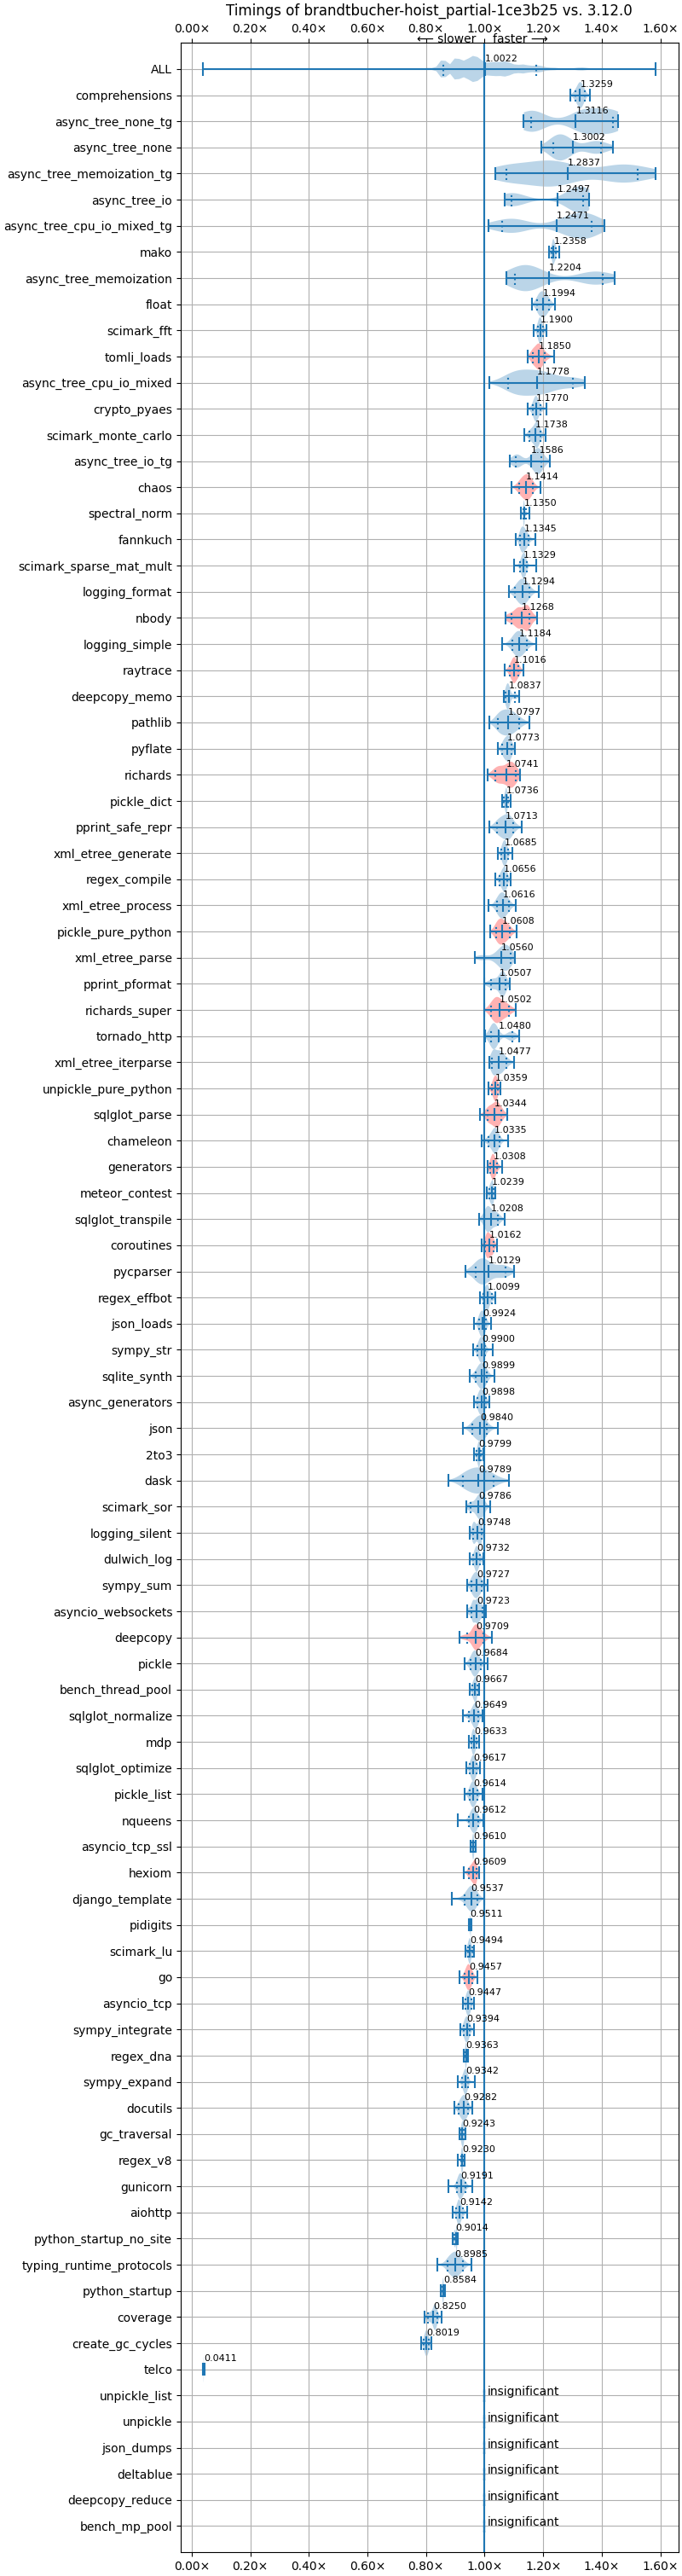 Timings of brandtbucher-hoist_partial-1ce3b25 vs. 3.12.0
0.00× 0.20× 0.40× 0.60× 0.80× 1.00× 1.20× 1.40× 1.60×
⟵ slower faster ⟶
ALL 1.0022
comprehensions 1.3259
async_tree_none_tg 1.3116
async_tree_none 1.3002
async_tree_memoization_tg 1.2837
async_tree_io 1.2497
async_tree_cpu_io_mixed_tg 1.2471
mako 1.2358
async_tree_memoization 1.2204
float 1.1994
scimark_fft 1.1900
tomli_loads 1.1850
async_tree_cpu_io_mixed 1.1778
crypto_pyaes 1.1770
scimark_monte_carlo 1.1738
async_tree_io_tg 1.1586
chaos 1.1414
spectral_norm 1.1350
fannkuch 1.1345
scimark_sparse_mat_mult 1.1329
logging_format 1.1294
nbody 1.1268
logging_simple 1.1184
raytrace 1.1016
deepcopy_memo 1.0837
pathlib 1.0797
pyflate 1.0773
richards 1.0741
pickle_dict 1.0736
pprint_safe_repr 1.0713
xml_etree_generate 1.0685
regex_compile 1.0656
xml_etree_process 1.0616
pickle_pure_python 1.0608
xml_etree_parse 1.0560
pprint_pformat 1.0507
richards_super 1.0502
tornado_http 1.0480
xml_etree_iterparse 1.0477
unpickle_pure_python 1.0359
sqlglot_parse 1.0344
chameleon 1.0335
generators 1.0308
meteor_contest 1.0239
sqlglot_transpile 1.0208
coroutines 1.0162
pycparser 1.0129
regex_effbot 1.0099
json_loads 0.9924
sympy_str 0.9900
sqlite_synth 0.9899
async_generators 0.9898
json 0.9840
2to3 0.9799
dask 0.9789
scimark_sor 0.9786
logging_silent 0.9748
dulwich_log 0.9732
sympy_sum 0.9727
asyncio_websockets 0.9723
deepcopy 0.9709
pickle 0.9684
bench_thread_pool 0.9667
sqlglot_normalize 0.9649
mdp 0.9633
sqlglot_optimize 0.9617
pickle_list 0.9614
nqueens 0.9612
asyncio_tcp_ssl 0.9610
hexiom 0.9609
django_template 0.9537
pidigits 0.9511
scimark_lu 0.9494
go 0.9457
asyncio_tcp 0.9447
sympy_integrate 0.9394
regex_dna 0.9363
sympy_expand 0.9342
docutils 0.9282
gc_traversal 0.9243
regex_v8 0.9230
gunicorn 0.9191
aiohttp 0.9142
python_startup_no_site 0.9014
typing_runtime_protocols 0.8985
python_startup 0.8584
coverage 0.8250
create_gc_cycles 0.8019
telco 0.0411
unpickle_list insignificant
unpickle insignificant
json_dumps insignificant
deltablue insignificant
deepcopy_reduce insignificant
bench_mp_pool insignificant
0.00× 0.20× 0.40× 0.60× 0.80× 1.00× 1.20× 1.40× 1.60×